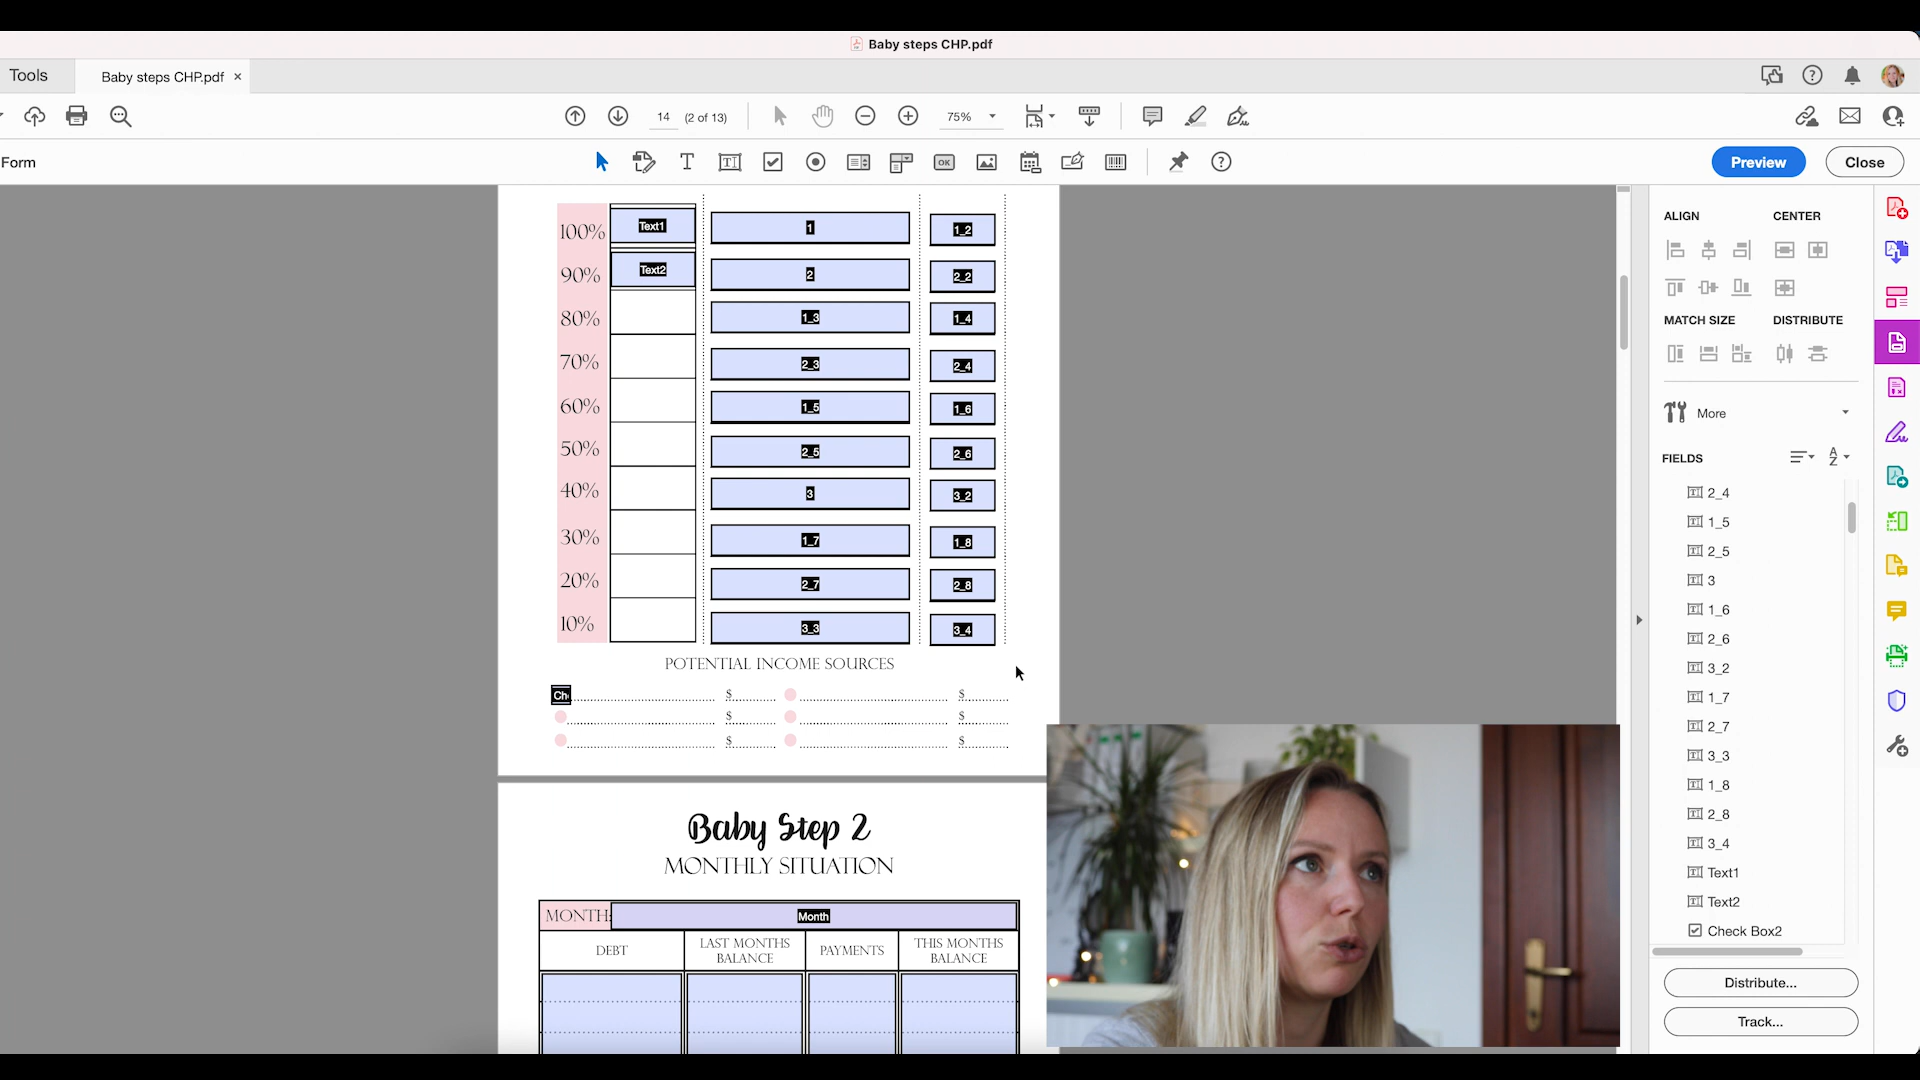 Baby steps CHP.pdf
Tools
Baby steps CHP.pdf ×
14 (2 of 13) 75%
Form
OK
Preview
Close
100% Text1 1 1_2
90% Text2 2 2_2
80% 1_3 1_4
70% 2_3 2_4
60% 1_5 1_6
50% 2_5 2_6
40% 3 3_2
30% 1_7 1_8
20% 2_7 2_8
10% 3_3 3_4
POTENTIAL INCOME SOURCES
Ch $ $
$ $
$ $
Baby Step 2
MONTHLY SITUATION
MONTH: Month
DEBT
LAST MONTHS
BALANCE
PAYMENTS
THIS MONTHS
BALANCE
ALIGN
CENTER
MATCH SIZE
DISTRIBUTE
More
FIELDS
2_4
1_5
2_5
3
1_6
2_6
3_2
1_7
2_7
3_3
1_8
2_8
3_4
Text1
Text2
Check Box2
Distribute...
Track...